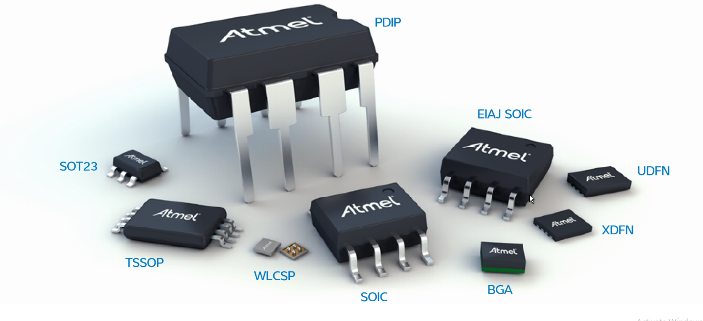 Atmel
PDIP
EIAJ SOIC
Atmel
SOT23
Atmel
UDFN
Atmel
Atmel
TSSOP
Atmel
XDFN
Atmel
WLCSP
Atmel
BGA
SOIC